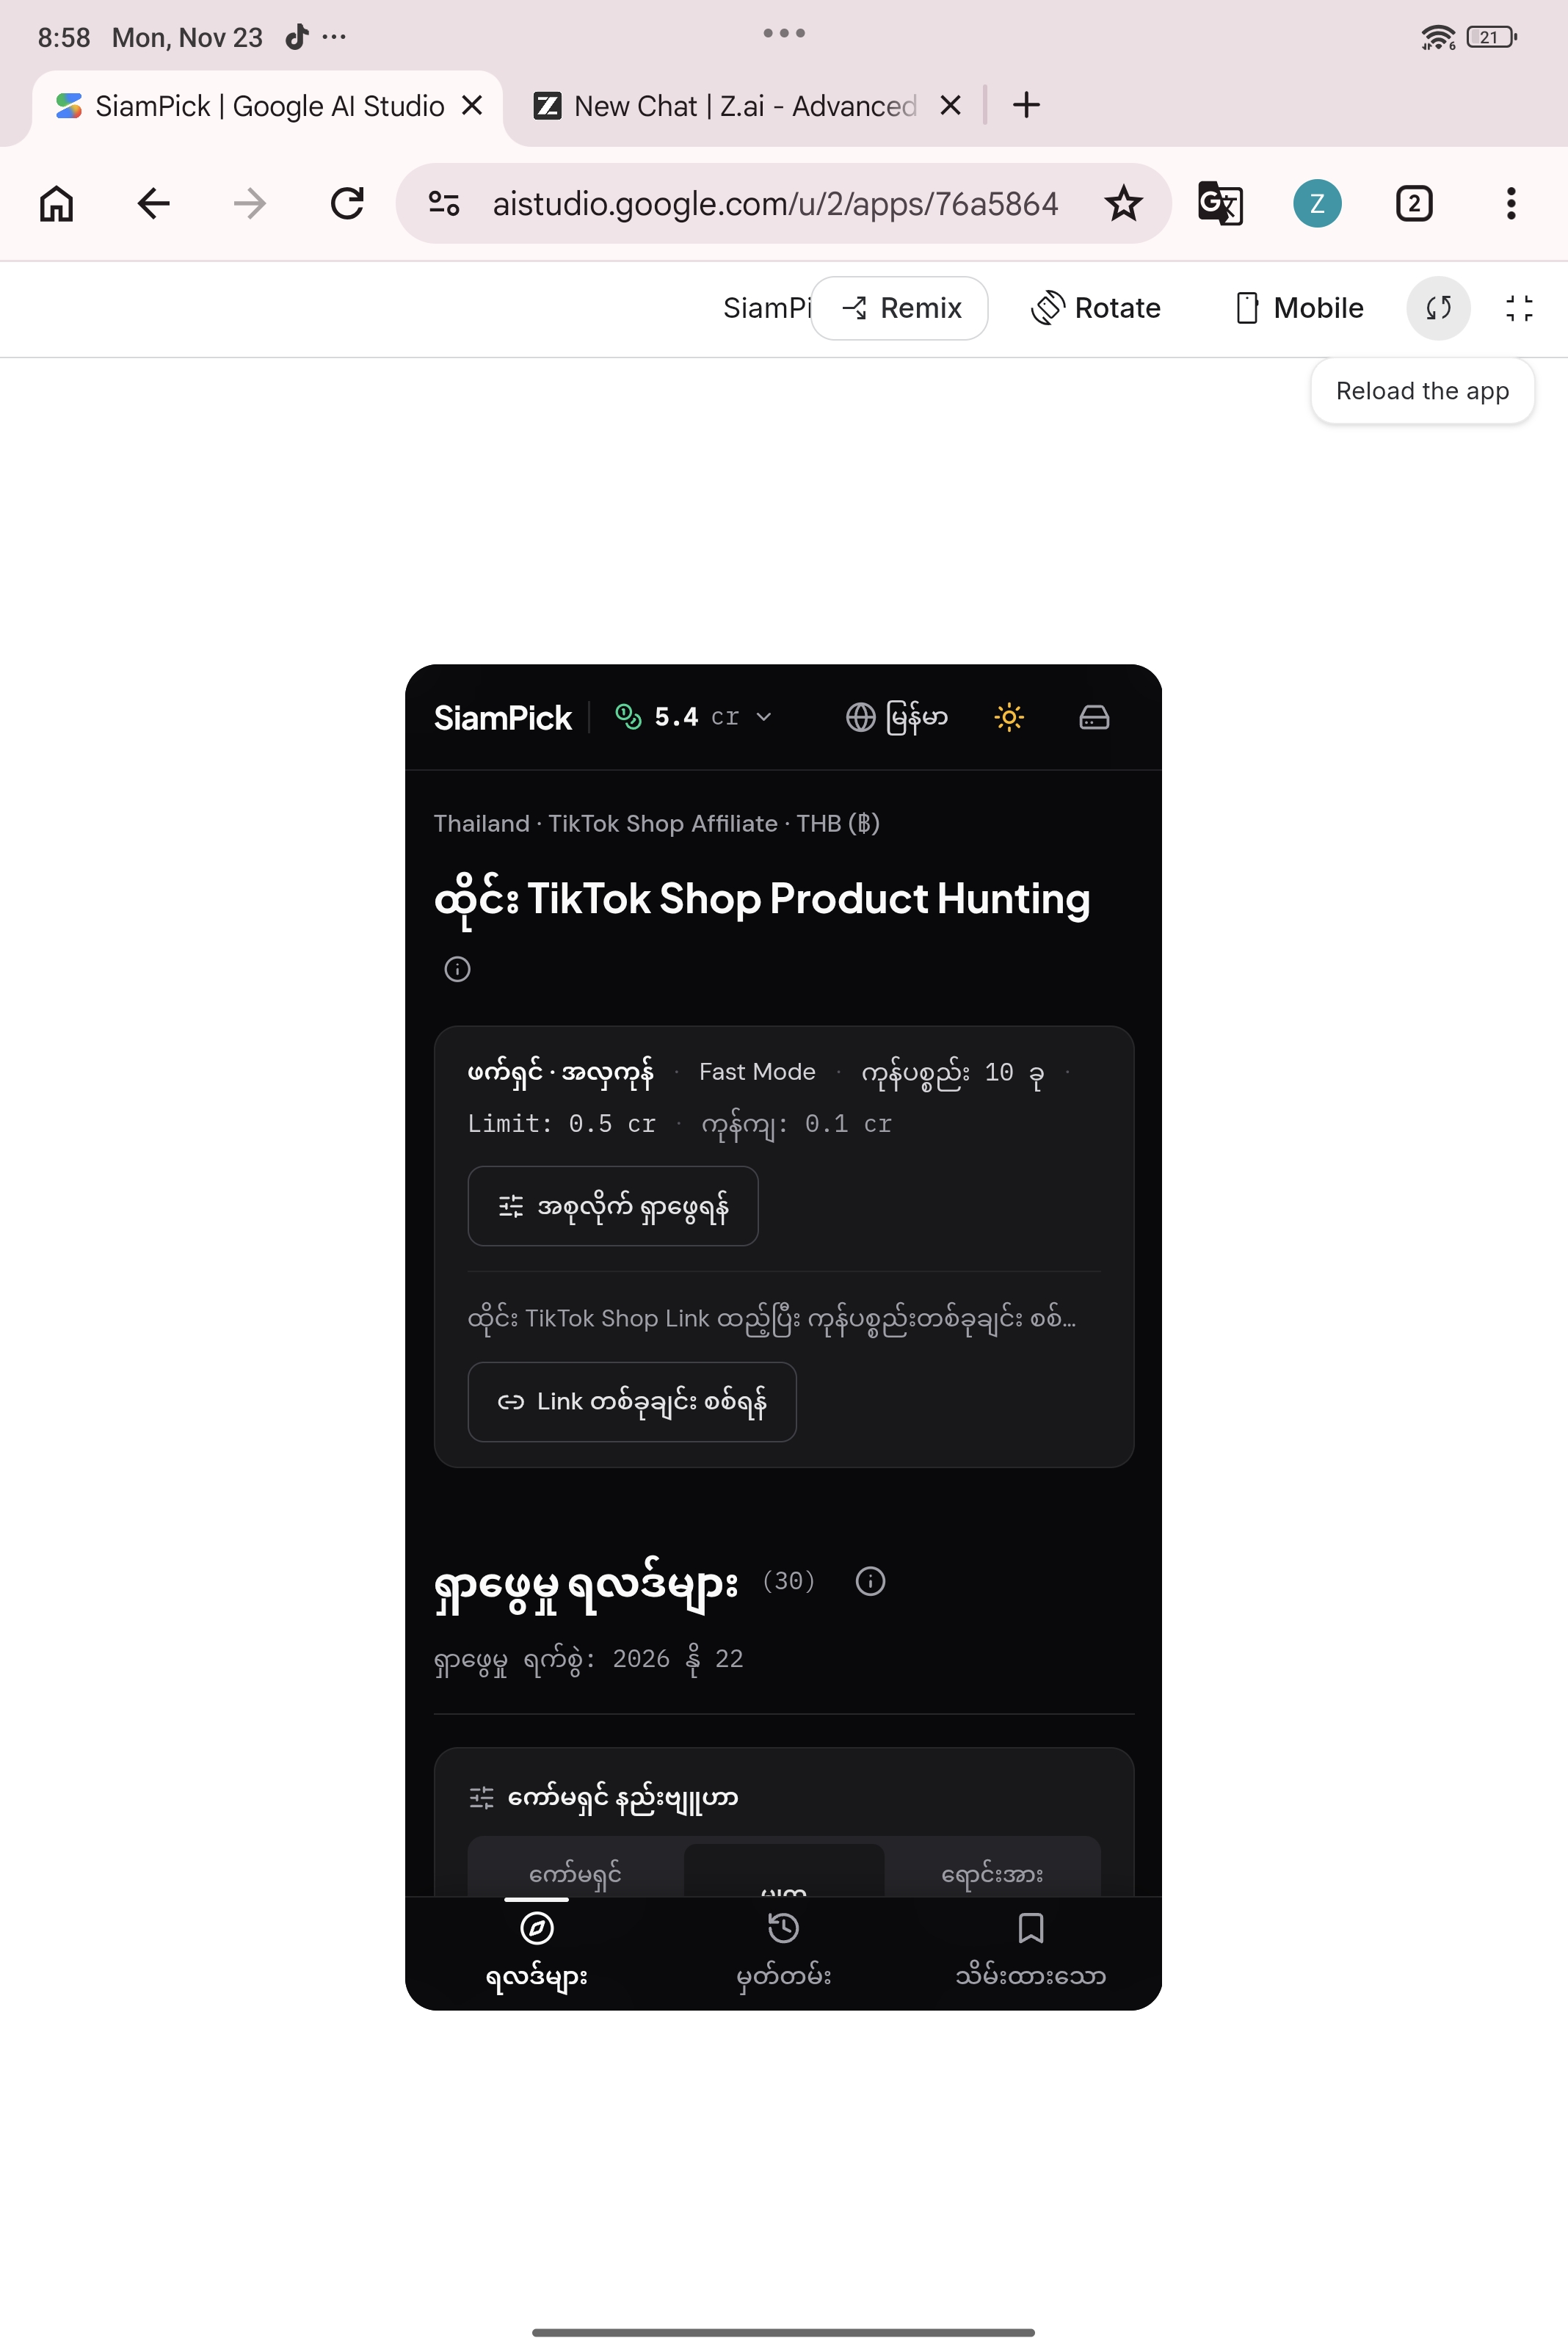 8:58 Mon, Nov 23 ...
21
SiamPick | Google AI Studio
New Chat | Z.ai - Advanced
aistudio.google.com/u/2/apps/76a5864
Z
2
SiamPi
Remix
Rotate
Mobile
Reload the app
SiamPick
5.4 cr
မြန်မာ
Thailand · TikTok Shop Affiliate · THB (฿)
ထိုင်း TikTok Shop Product Hunting
ဖက်ရှင် · အလှကုန် · Fast Mode · ကုန်ပစ္စည်း 10 ခု ·
Limit: 0.5 cr · ကုန်ကျ: 0.1 cr
အစုလိုက် ရှာဖွေရန်
ထိုင်း TikTok Shop Link ထည့်ပြီး ကုန်ပစ္စည်းတစ်ခုချင်း စစ်...
Link တစ်ခုချင်း စစ်ရန်
ရှာဖွေမှု ရလဒ်များ (30)
ရှာဖွေမှု ရက်စွဲ: 2026 နို 22
ကော်မရှင် နည်းဗျူဟာ
ကော်မရှင်
ရောင်းအား
ရလဒ်များ
မှတ်တမ်း
သိမ်းထားသော